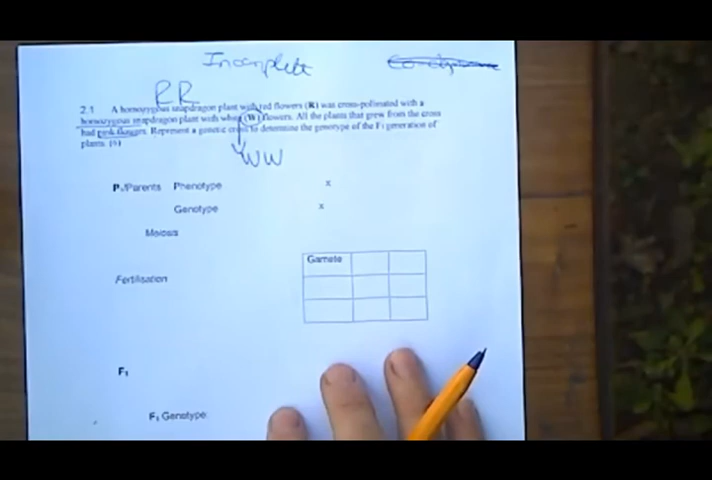 Incomplete
RR
2.1 A homozygous snapdragon plant with red flowers (R) was cross-pollinated with a
homozygous snapdragon plant with white (W) flowers. All the plants that grew from the cross
had pink flowers. Represent a genetic cross to determine the genotype of the F1 generation of
plants. (6)
WW
P₁/Parents Phenotype x
Genotype x
Meiosis
Gamete
Fertilisation
F₁
F₁ Genotype: